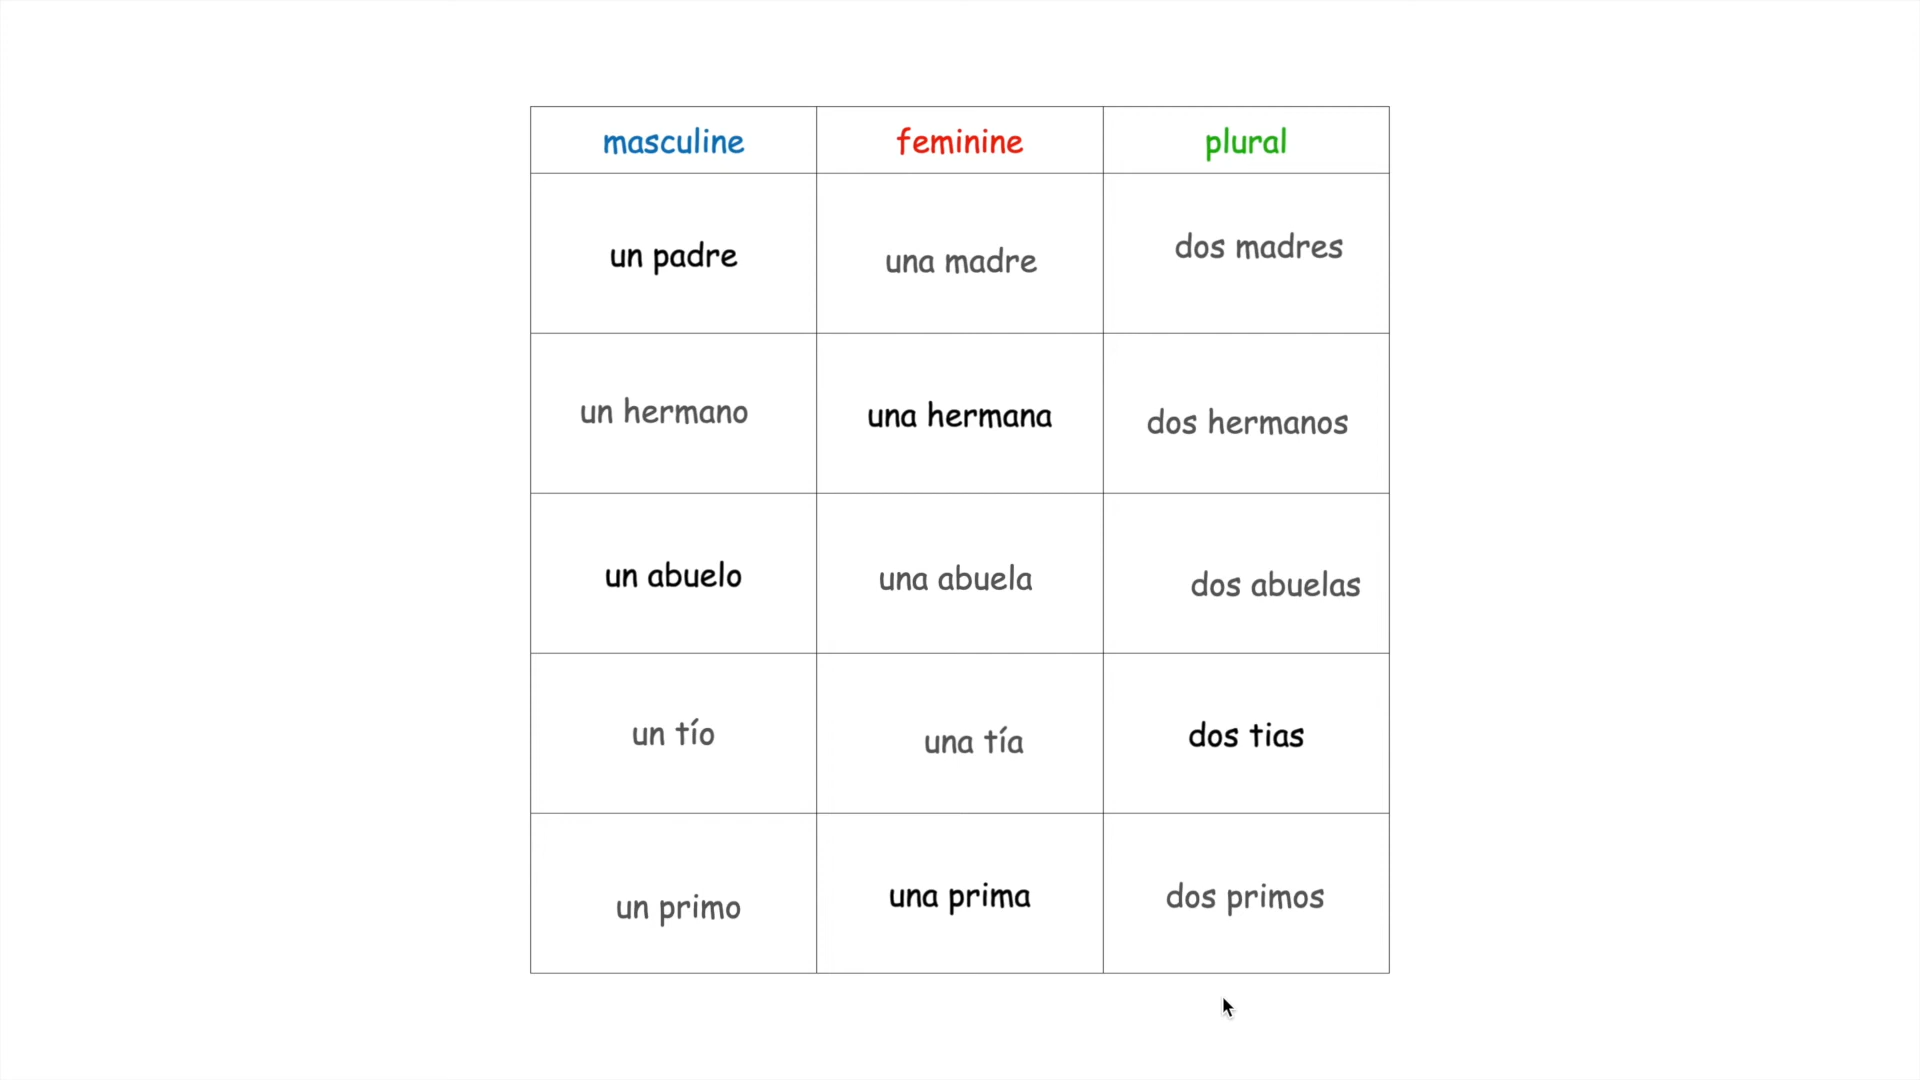 masculine feminine plural
un padre una madre dos madres
un hermano una hermana dos hermanos
un abuelo una abuela dos abuelas
un tío una tía dos tias
un primo una prima dos primos